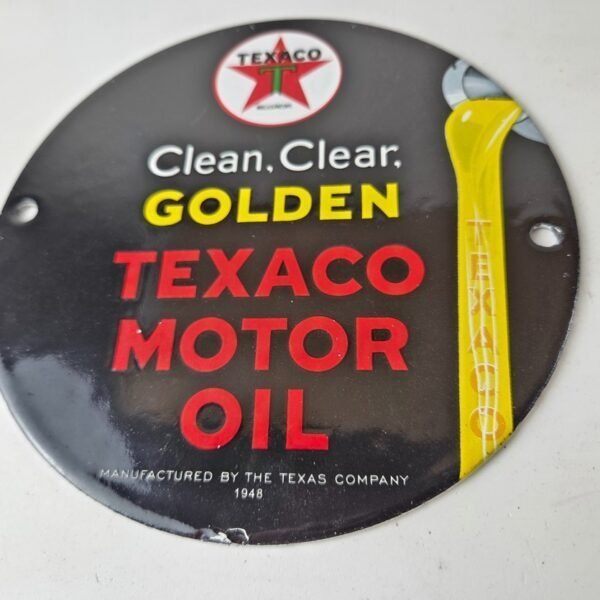 TEXACO
T
Clean, Clear,
GOLDEN
TEXACO
MOTOR
OIL
TEXACO
MANUFACTURED BY THE TEXAS COMPANY
1948